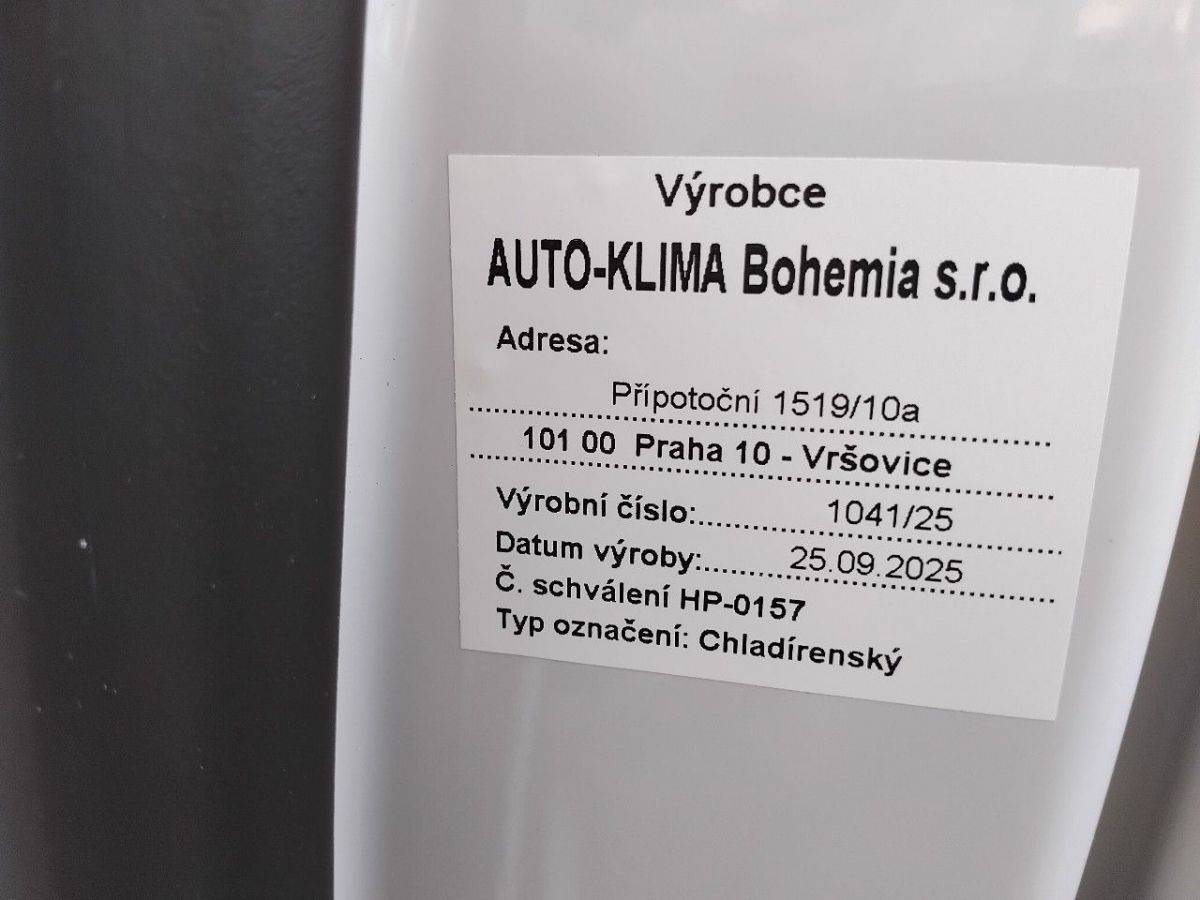 Výrobce
AUTO-KLIMA Bohemia s.r.o.
Adresa:
Přípotoční 1519/10a
101 00 Praha 10 - Vršovice
Výrobní číslo: 1041/25
Datum výroby: 25.09.2025
Č. schválení HP-0157
Typ označení: Chladírenský